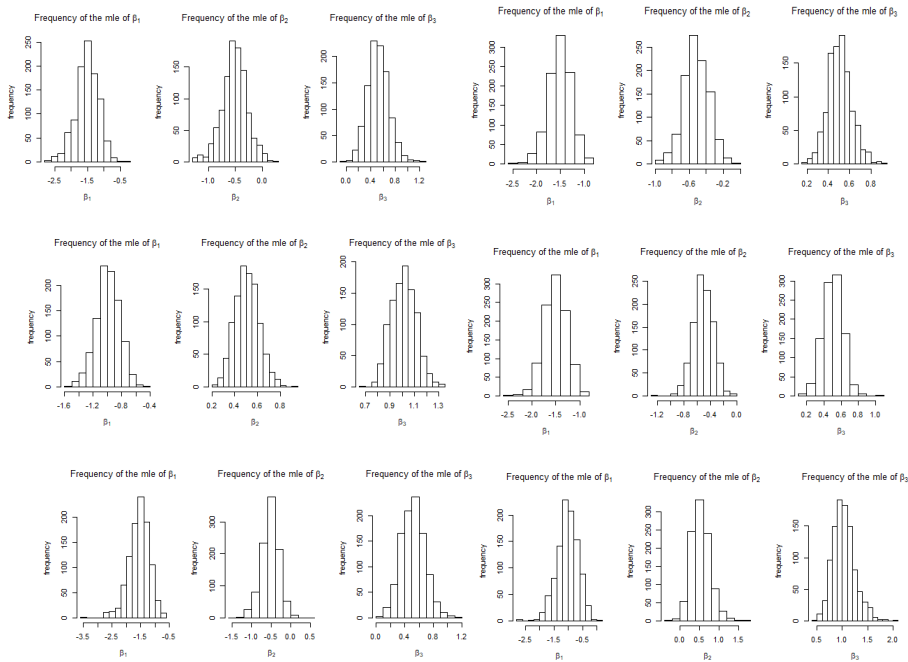 Frequency of the mle of β1
frequency
0 50 100 150 200 250
-2.5 -1.5 -0.5
β1
Frequency of the mle of β2
frequency
0 50 100 150
-1.0 -0.5 0.0
β2
Frequency of the mle of β3
frequency
0 50 100 150 200
0.0 0.4 0.8 1.2
β3
Frequency of the mle of β1
frequency
0 50 100 150 200 250 300
-2.5 -2.0 -1.5 -1.0
β1
Frequency of the mle of β2
frequency
0 50 100 150 200 250
-1.0 -0.6 -0.2
β2
Frequency of the mle of β3
frequency
0 50 100 150
0.2 0.4 0.6 0.8
β3
Frequency of the mle of β1
frequency
0 50 100 150 200
-1.6 -1.2 -0.8 -0.4
β1
Frequency of the mle of β2
frequency
0 50 100 150
0.2 0.4 0.6 0.8
β2
Frequency of the mle of β3
frequency
0 50 100 150 200
0.7 0.9 1.1 1.3
β3
Frequency of the mle of β1
frequency
0 50 100 150 200 250 300
-2.5 -2.0 -1.5 -1.0
β1
Frequency of the mle of β2
frequency
0 50 100 150 200 250
-1.2 -0.8 -0.4 0.0
β2
Frequency of the mle of β3
frequency
0 50 100 150 200 250 300
0.2 0.4 0.6 0.8 1.0
β3
Frequency of the mle of β1
frequency
0 50 100 150 200
-3.5 -2.5 -1.5 -0.5
β1
Frequency of the mle of β2
frequency
0 100 200 300
-1.5 -0.5 0.0 0.5
β2
Frequency of the mle of β3
frequency
0 50 100 150 200
0.0 0.4 0.8 1.2
β3
Frequency of the mle of β1
frequency
0 50 100 150 200
-2.5 -1.5 -0.5
β1
Frequency of the mle of β2
frequency
0 50 100 150 200 250 300
0.0 0.5 1.0 1.5
β2
Frequency of the mle of β3
frequency
0 50 100 150
0.5 1.0 1.5 2.0
β3